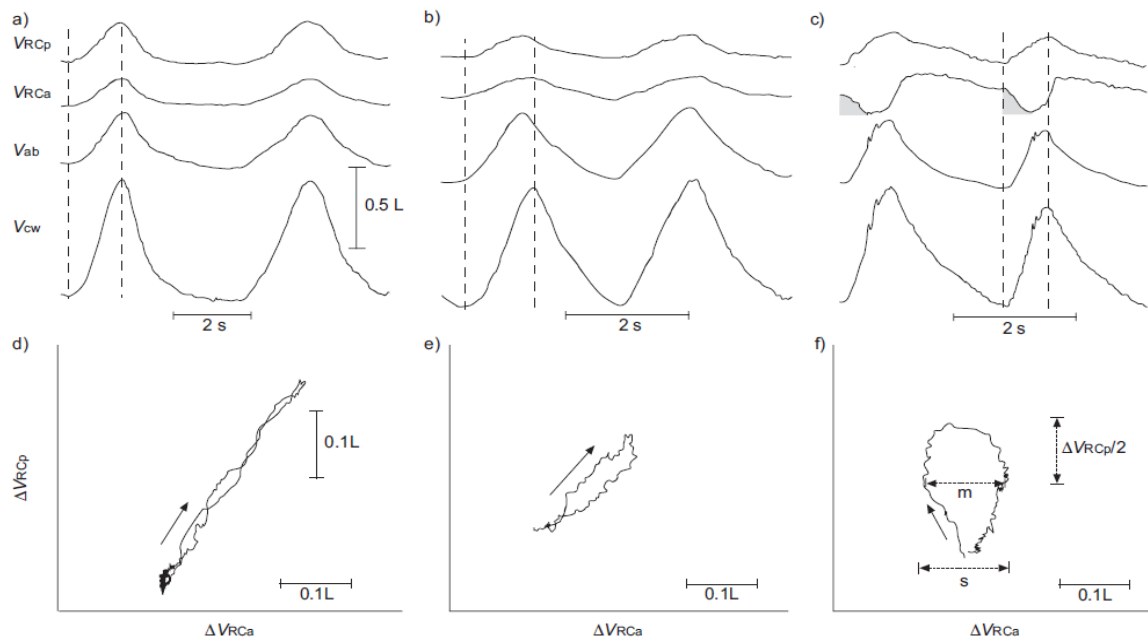 a)
b)
c)
VRCp
VRCa
Vab
Vcw
0.5 L
2 s
2 s
2 s
d)
e)
f)
ΔVRCp
0.1L
ΔVRCp/2
m
s
0.1L
0.1L
0.1L
ΔVRCa
ΔVRCa
ΔVRCa